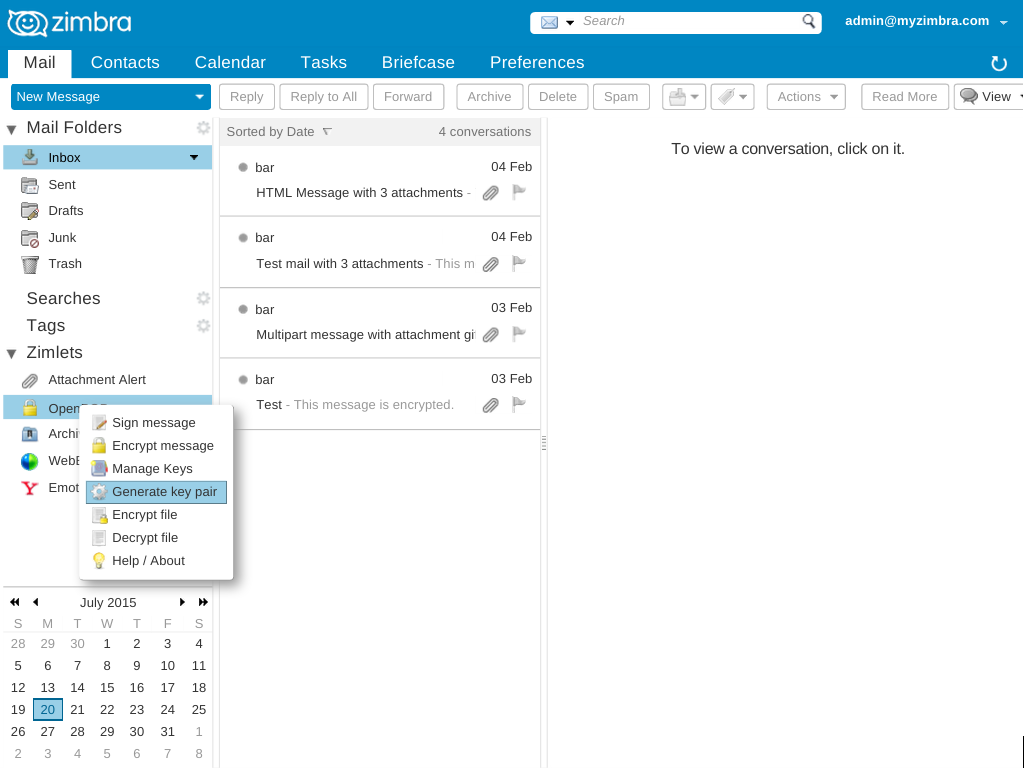 zimbra
Search
admin@myzimbra.com
Mail Contacts Calendar Tasks Briefcase Preferences
New Message Reply Reply to All Forward Archive Delete Spam Actions Read More View
Mail Folders
Inbox
Sent
Drafts
Junk
Trash
Searches
Tags
Zimlets
Attachment Alert
Sign message
Encrypt message
Manage Keys
Generate key pair
Encrypt file
Decrypt file
Help / About
July 2015
S M T W T F S
28 29 30 1 2 3 4
5 6 7 8 9 10 11
12 13 14 15 16 17 18
19 20 21 22 23 24 25
26 27 28 29 30 31 1
2 3 4 5 6 7 8
Sorted by Date 4 conversations
bar 04 Feb
HTML Message with 3 attachments -
bar 04 Feb
Test mail with 3 attachments - This m
bar 03 Feb
Multipart message with attachment gi
bar 03 Feb
Test - This message is encrypted.
To view a conversation, click on it.